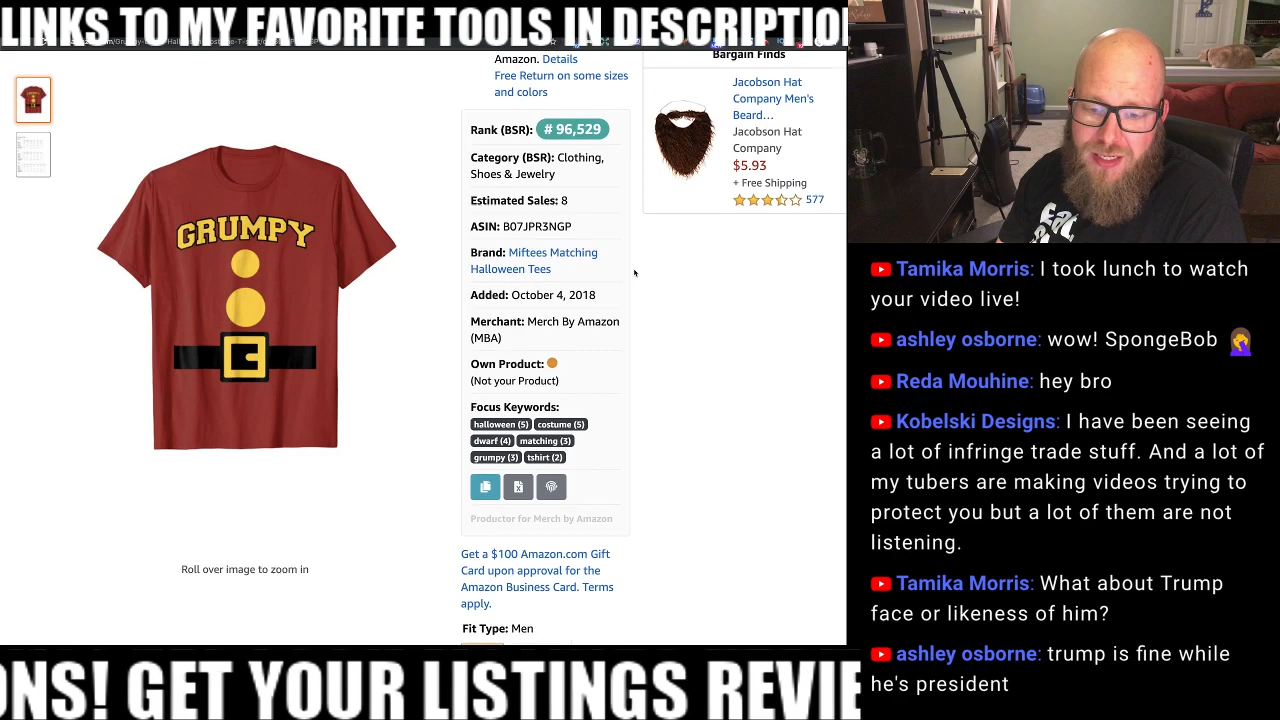 LINKS TO MY FAVORITE TOOLS IN DESCRIPTION
Amazon. Details
Free Return on some sizes
and colors
Rank (BSR): # 96,529
Category (BSR): Clothing,
Shoes & Jewelry
Estimated Sales: 8
ASIN: B07JPR3NGP
Brand: Miftees Matching
Halloween Tees
Added: October 4, 2018
Merchant: Merch By Amazon
(MBA)
Own Product:
(Not your Product)
Focus Keywords:
halloween (5) costume (5)
dwarf (4) matching (3)
grumpy (3) tshirt (2)
Productor for Merch by Amazon
Get a $100 Amazon.com Gift
Card upon approval for the
Amazon Business Card. Terms
apply.
Fit Type: Men
GRUMPY
Roll over image to zoom in
Bargain Finds
Jacobson Hat
Company Men's
Beard…
Jacobson Hat
Company
$5.93
+ Free Shipping
577
Tamika Morris: I took lunch to watch
your video live!
ashley osborne: wow! SpongeBob
Reda Mouhine: hey bro
Kobelski Designs: I have been seeing
a lot of infringe trade stuff. And a lot of
my tubers are making videos trying to
protect you but a lot of them are not
listening.
Tamika Morris: What about Trump
face or likeness of him?
ashley osborne: trump is fine while
he's president
ONS! GET YOUR LISTINGS REVIE